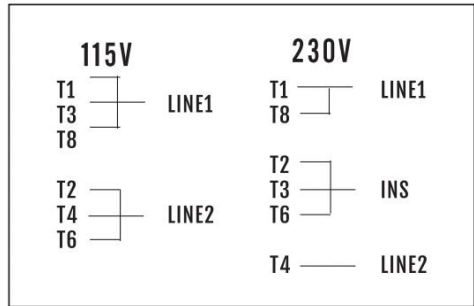 115V
T1
T3 LINE1
T8
T2
T4 LINE2
T6
230V
T1 LINE1
T8
T2
T3 INS
T6
T4 LINE2